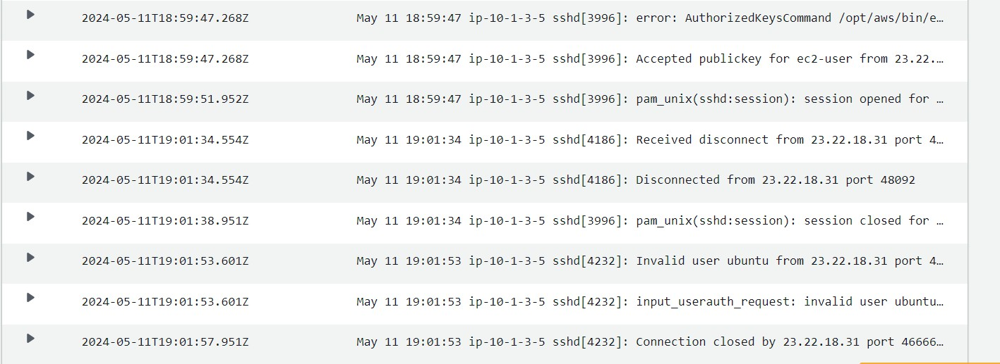 2024-05-11T18:59:47.268Z May 11 18:59:47 ip-10-1-3-5 sshd[3996]: error: AuthorizedKeysCommand /opt/aws/bin/e…
2024-05-11T18:59:47.268Z May 11 18:59:47 ip-10-1-3-5 sshd[3996]: Accepted publickey for ec2-user from 23.22.…
2024-05-11T18:59:51.952Z May 11 18:59:47 ip-10-1-3-5 sshd[3996]: pam_unix(sshd:session): session opened for …
2024-05-11T19:01:34.554Z May 11 19:01:34 ip-10-1-3-5 sshd[4186]: Received disconnect from 23.22.18.31 port 4…
2024-05-11T19:01:34.554Z May 11 19:01:34 ip-10-1-3-5 sshd[4186]: Disconnected from 23.22.18.31 port 48092
2024-05-11T19:01:38.951Z May 11 19:01:34 ip-10-1-3-5 sshd[3996]: pam_unix(sshd:session): session closed for …
2024-05-11T19:01:53.601Z May 11 19:01:53 ip-10-1-3-5 sshd[4232]: Invalid user ubuntu from 23.22.18.31 port 4…
2024-05-11T19:01:53.601Z May 11 19:01:53 ip-10-1-3-5 sshd[4232]: input_userauth_request: invalid user ubuntu…
2024-05-11T19:01:57.951Z May 11 19:01:53 ip-10-1-3-5 sshd[4232]: Connection closed by 23.22.18.31 port 46666…